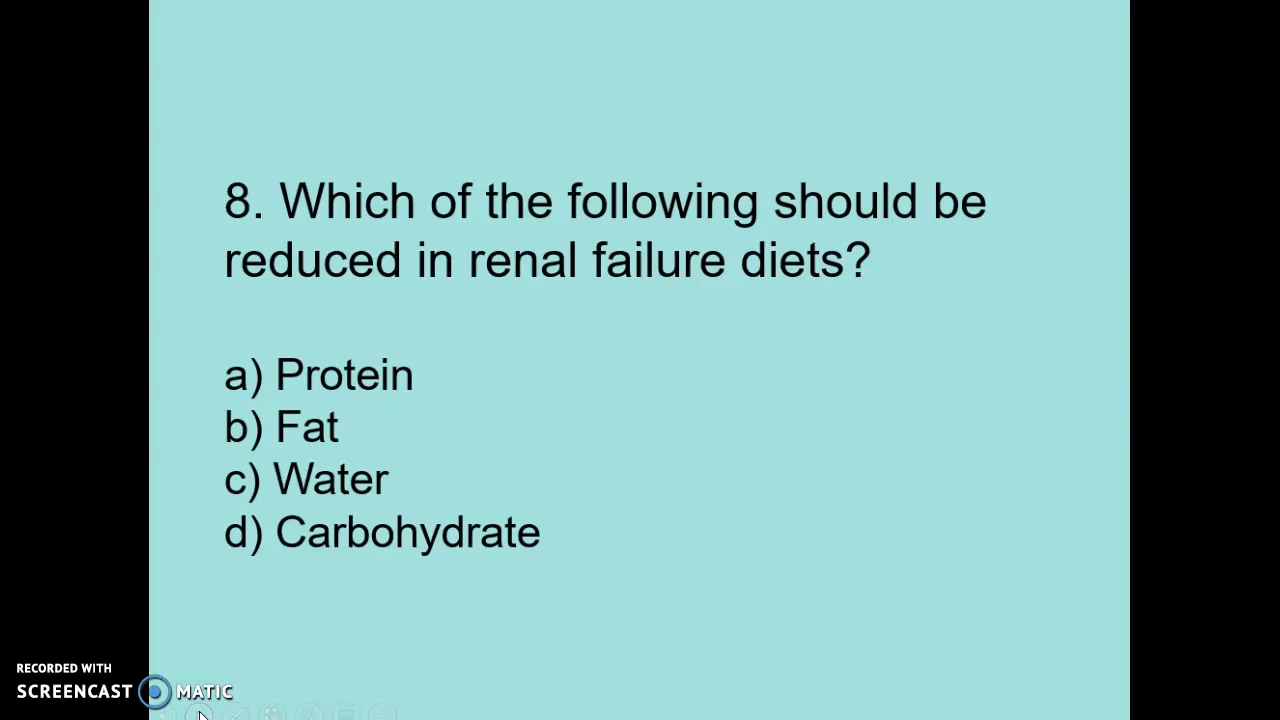 8. Which of the following should be
reduced in renal failure diets?
a) Protein
b) Fat
c) Water
d) Carbohydrate
RECORDED WITH
SCREENCAST MATIC